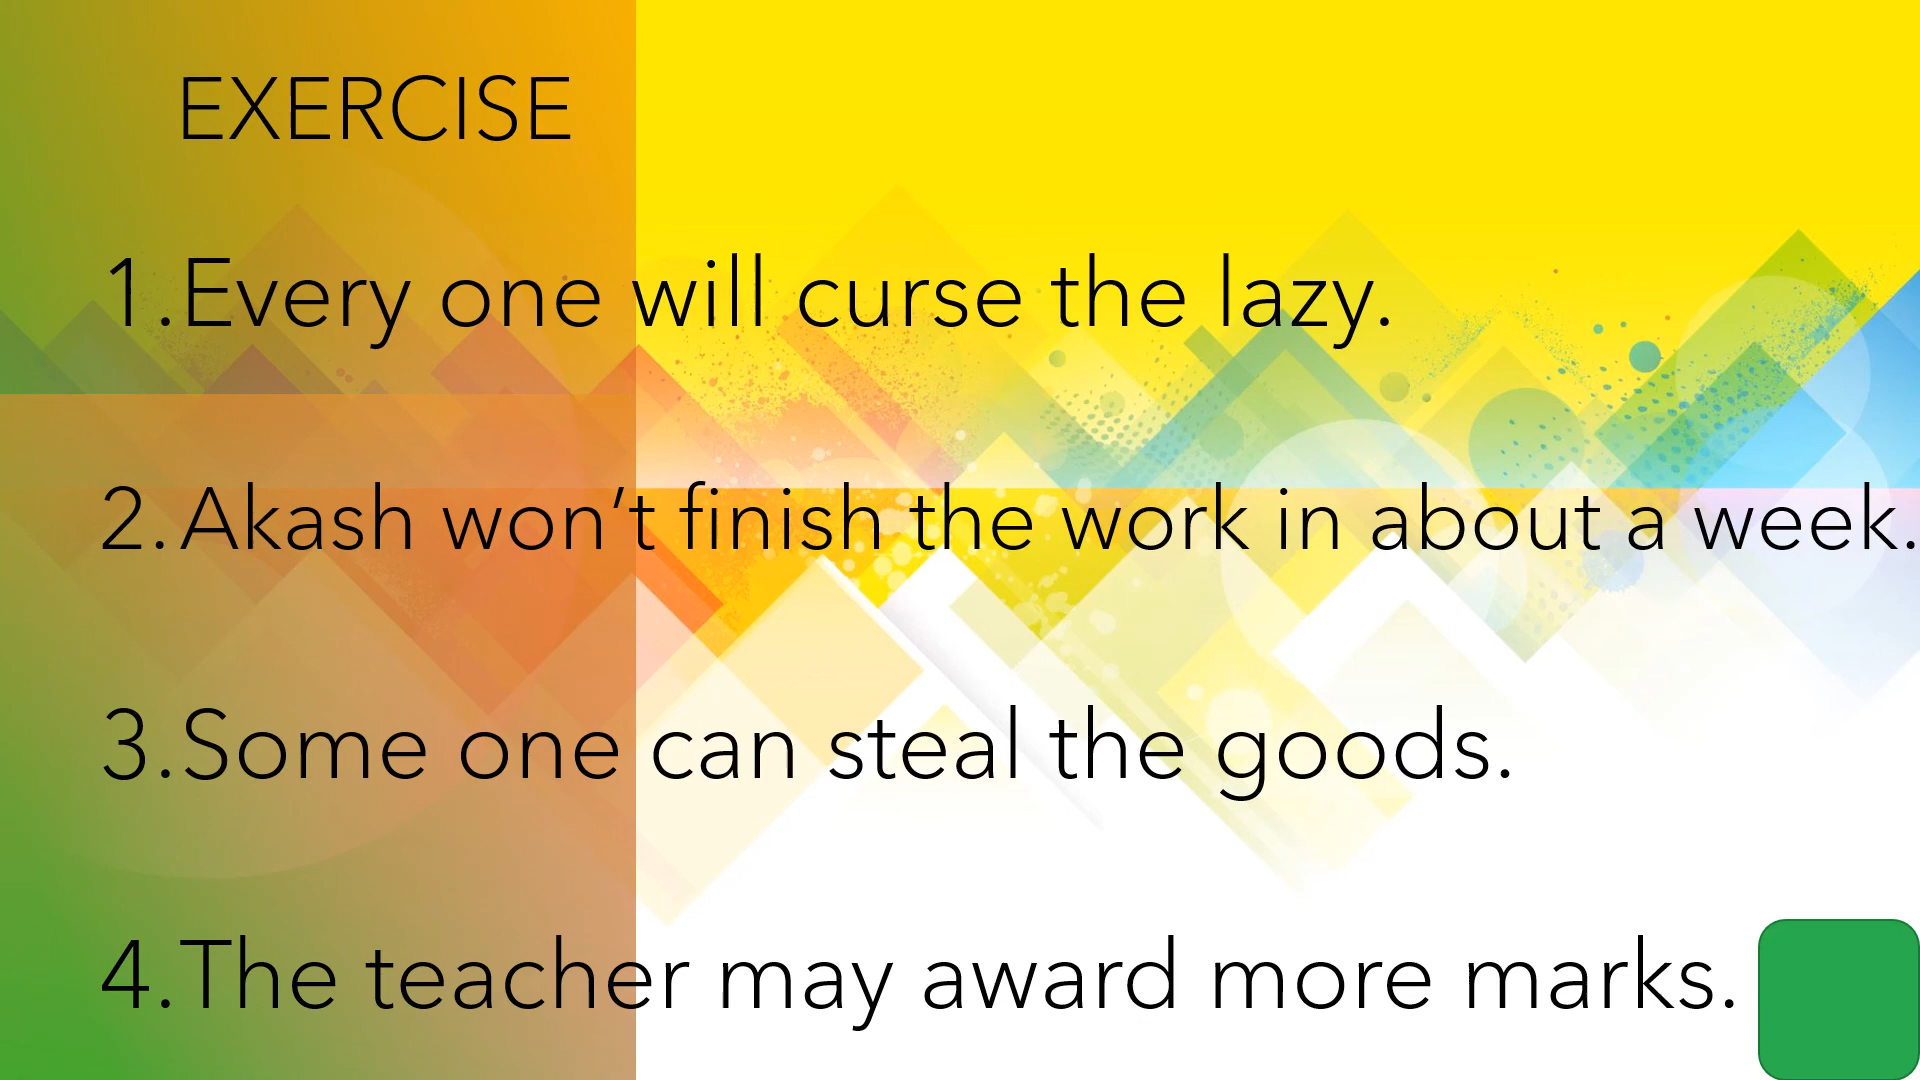 EXERCISE
1.Every one will curse the lazy.
2.Akash won’t finish the work in about a week.
3.Some one can steal the goods.
4.The teacher may award more marks.